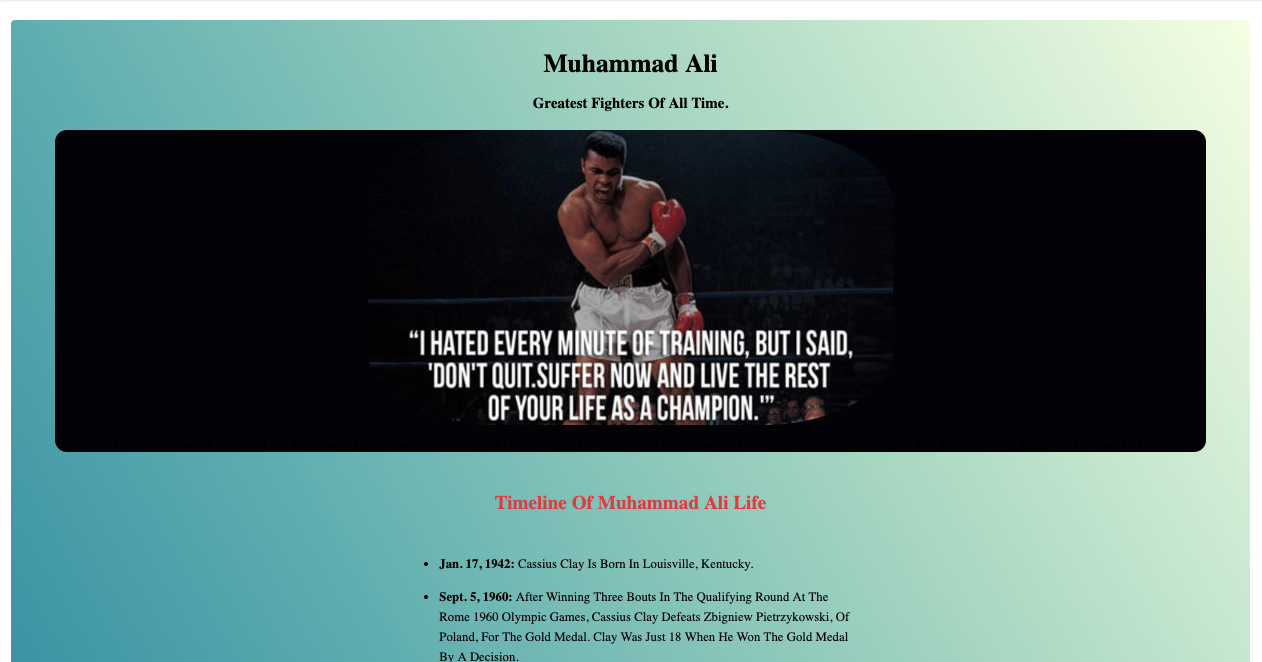 Muhammad Ali
Greatest Fighters Of All Time.
“I HATED EVERY MINUTE OF TRAINING, BUT I SAID,
'DON'T QUIT.SUFFER NOW AND LIVE THE REST
OF YOUR LIFE AS A CHAMPION.'”
Timeline Of Muhammad Ali Life
• Jan. 17, 1942: Cassius Clay Is Born In Louisville, Kentucky.
• Sept. 5, 1960: After Winning Three Bouts In The Qualifying Round At The
Rome 1960 Olympic Games, Cassius Clay Defeats Zbigniew Pietrzykowski, Of
Poland, For The Gold Medal. Clay Was Just 18 When He Won The Gold Medal
By A Decision.